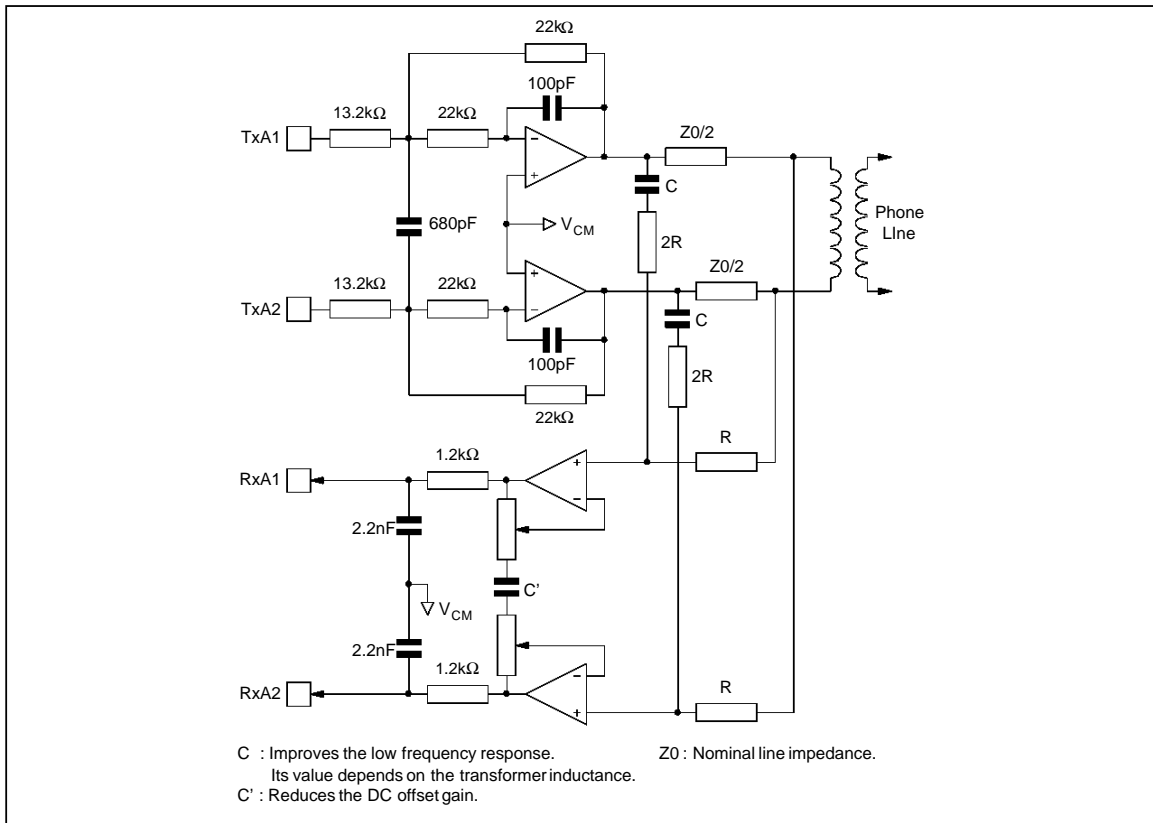 22kΩ
100pF
13.2kΩ
22kΩ
TxA1
−
+
Z0/2
C
680pF
VCM
2R
Phone
LIne
Z0/2
+
−
13.2kΩ
22kΩ
TxA2
C
100pF
2R
22kΩ
R
1.2kΩ
RxA1
+
−
2.2nF
C'
VCM
2.2nF
−
+
1.2kΩ
RxA2
R
C : Improves the low frequency response.
Its value depends on the transformer inductance.
C' : Reduces the DC offset gain.
Z0 : Nominal line impedance.